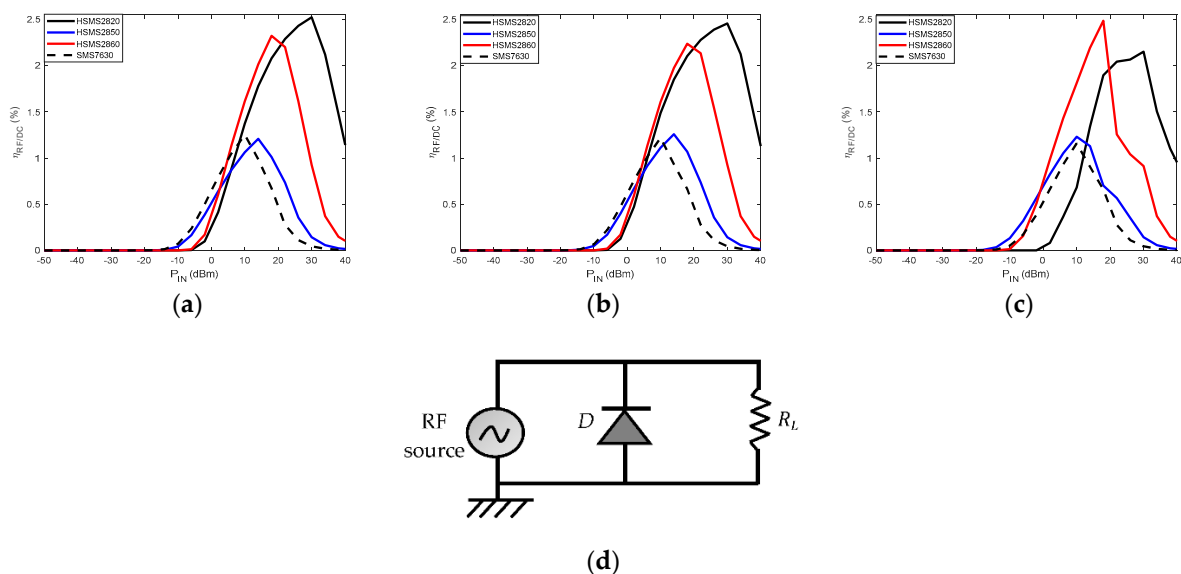 HSMS2820
HSMS2850
HSMS2860
SMS7630
2.5
2
1.5
1
0.5
0
η_RF/DC (%)
-50 -40 -30 -20 -10 0 10 20 30 40
P_IN (dBm)
(a)
HSMS2820
HSMS2850
HSMS2860
SMS7630
2.5
2
1.5
1
0.5
0
η_RF/DC (%)
-50 -40 -30 -20 -10 0 10 20 30 40
P_IN (dBm)
(b)
HSMS2820
HSMS2850
HSMS2860
SMS7630
2.5
2
1.5
1
0.5
0
η_RF/DC (%)
-50 -40 -30 -20 -10 0 10 20 30 40
P_IN (dBm)
(c)
RF
source
D
R_L
(d)